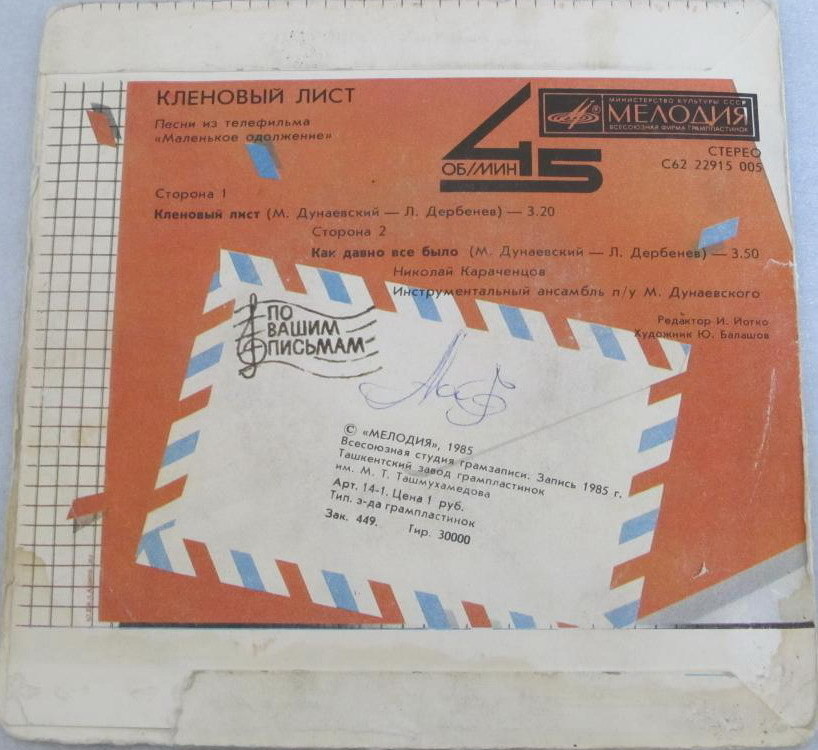 КЛЕНОВЫЙ ЛИСТ
Песни из телефильма
«Маленькое одолжение»
45
ОБ/МИН
МИНИСТЕРСТВО КУЛЬТУРЫ СССР
МЕЛОДИЯ
ВСЕСОЮЗНАЯ ФИРМА ГРАМПЛАСТИНОК
СТЕРЕО
С62 22915 005
Сторона 1
Кленовый лист (М. Дунаевский — Л. Дербенев) — 3.20
Сторона 2
Как давно все было (М. Дунаевский — Л. Дербенев) — 3.50
Николай Караченцов
Инструментальный ансамбль п/у М. Дунаевского
Редактор И. Йотко
Художник Ю. Балашов
ПО
ВАШИМ
ПИСЬМАМ
© «МЕЛОДИЯ», 1985
Всесоюзная студия грамзаписи. Запись 1985 г.
Ташкентский завод грампластинок
им. М. Т. Ташмухамедова
Арт. 14-1. Цена 1 руб.
Тип. з-да грампластинок
Зак. 449. Тир. 30000